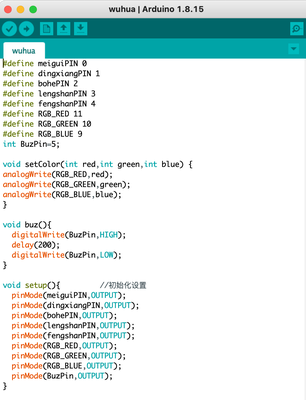 wuhua | Arduino 1.8.15
wuhua
#define meiguiPIN 0
#define dingxiangPIN 1
#define bohePIN 2
#define lengshanPIN 3
#define fengshanPIN 4
#define RGB_RED 11
#define RGB_GREEN 10
#define RGB_BLUE 9
int BuzPin=5;
void setColor(int red,int green,int blue) {
analogWrite(RGB_RED,red);
analogWrite(RGB_GREEN,green);
analogWrite(RGB_BLUE,blue);
}
void buz(){
digitalWrite(BuzPin,HIGH);
delay(200);
digitalWrite(BuzPin,LOW);
}
void setup(){ //初始化设置
pinMode(meiguiPIN,OUTPUT);
pinMode(dingxiangPIN,OUTPUT);
pinMode(bohePIN,OUTPUT);
pinMode(lengshanPIN,OUTPUT);
pinMode(fengshanPIN,OUTPUT);
pinMode(RGB_RED,OUTPUT);
pinMode(RGB_GREEN,OUTPUT);
pinMode(RGB_BLUE,OUTPUT);
pinMode(BuzPin,OUTPUT);
}